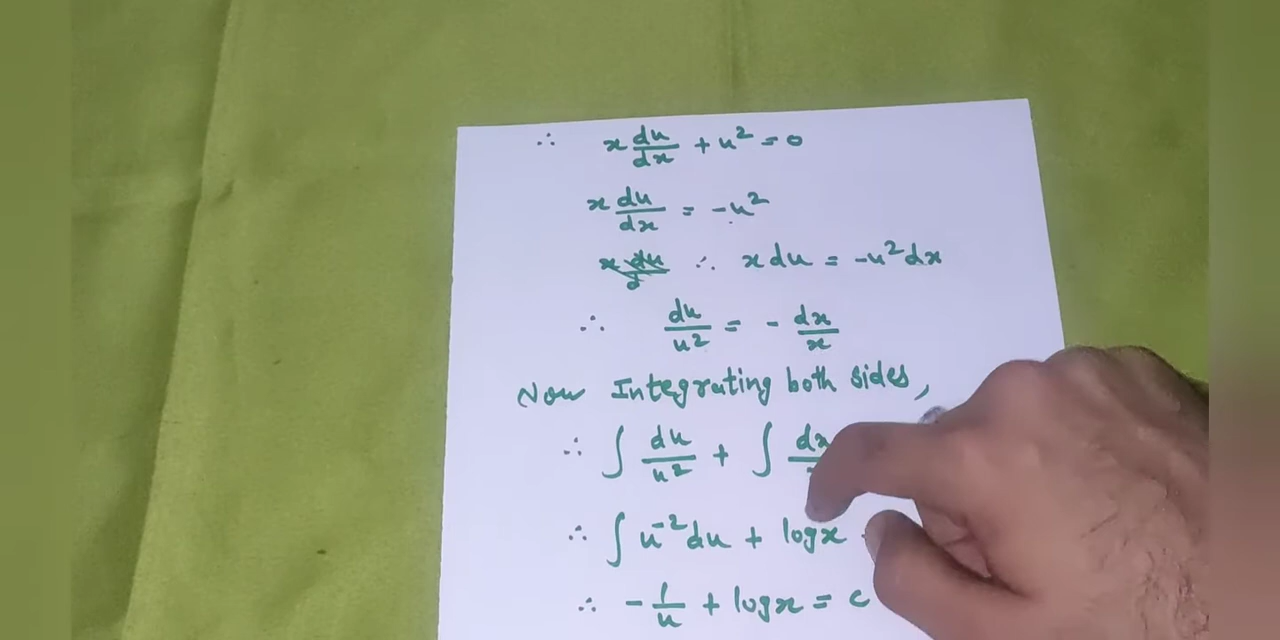 ∴ x du/dx + u² = 0
x du/dx = -u²
∴ x du = -u² dx
∴ du/u² = - dx/x
Now Integrating both sides,
∴ ∫ du/u² + ∫ dx
∴ ∫ u⁻² du + log x
∴ -1/u + log x = c